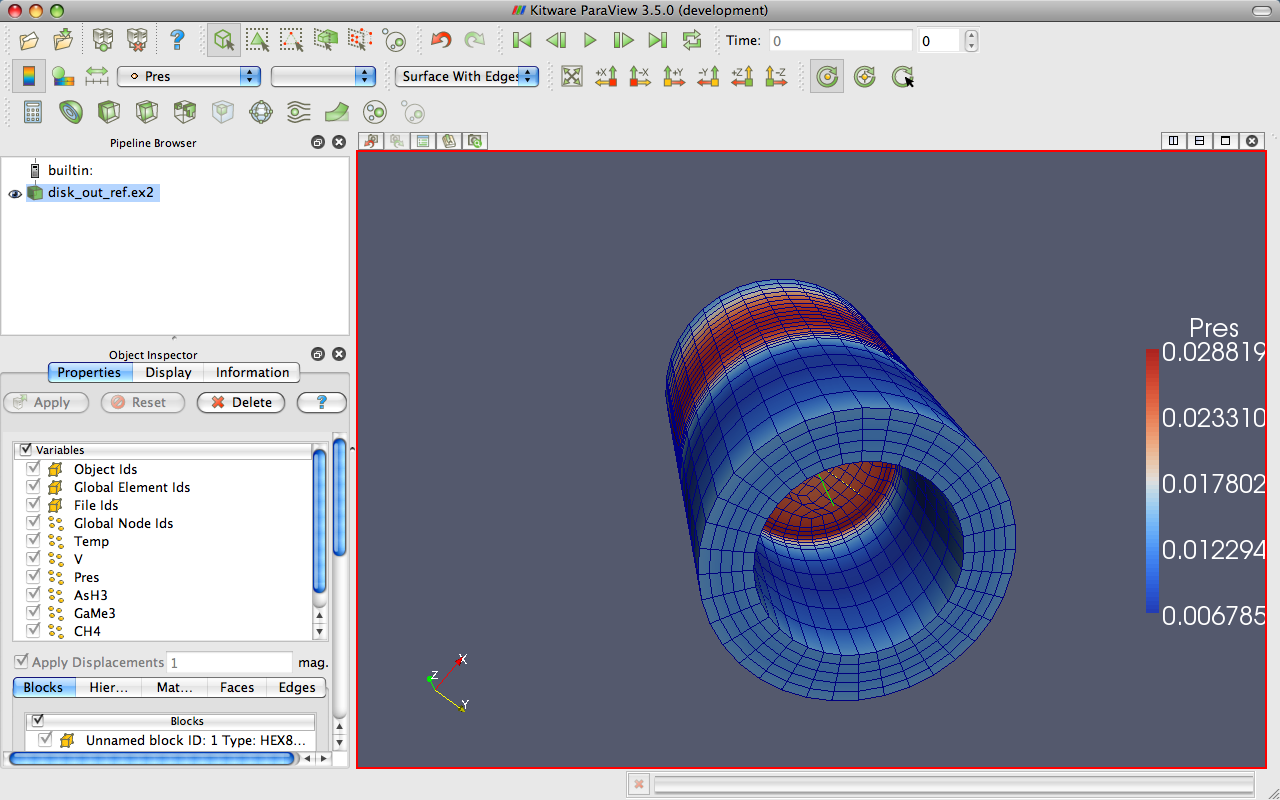 Kitware ParaView 3.5.0 (development)
?
Time: 0 0
Pres Surface With Edges +X -X +Y -Y +Z -Z
Pipeline Browser
builtin:
disk_out_ref.ex2
Object Inspector
Properties Display Information
Apply Reset Delete ?
Variables
Object Ids
Global Element Ids
File Ids
Global Node Ids
Temp
V
Pres
AsH3
GaMe3
CH4
Apply Displacements 1 mag.
Blocks Hier... Mat... Faces Edges
Blocks
Unnamed block ID: 1 Type: HEX8...
Pres
0.028819
0.023310
0.017802
0.012294
0.006785
X
Z
Y